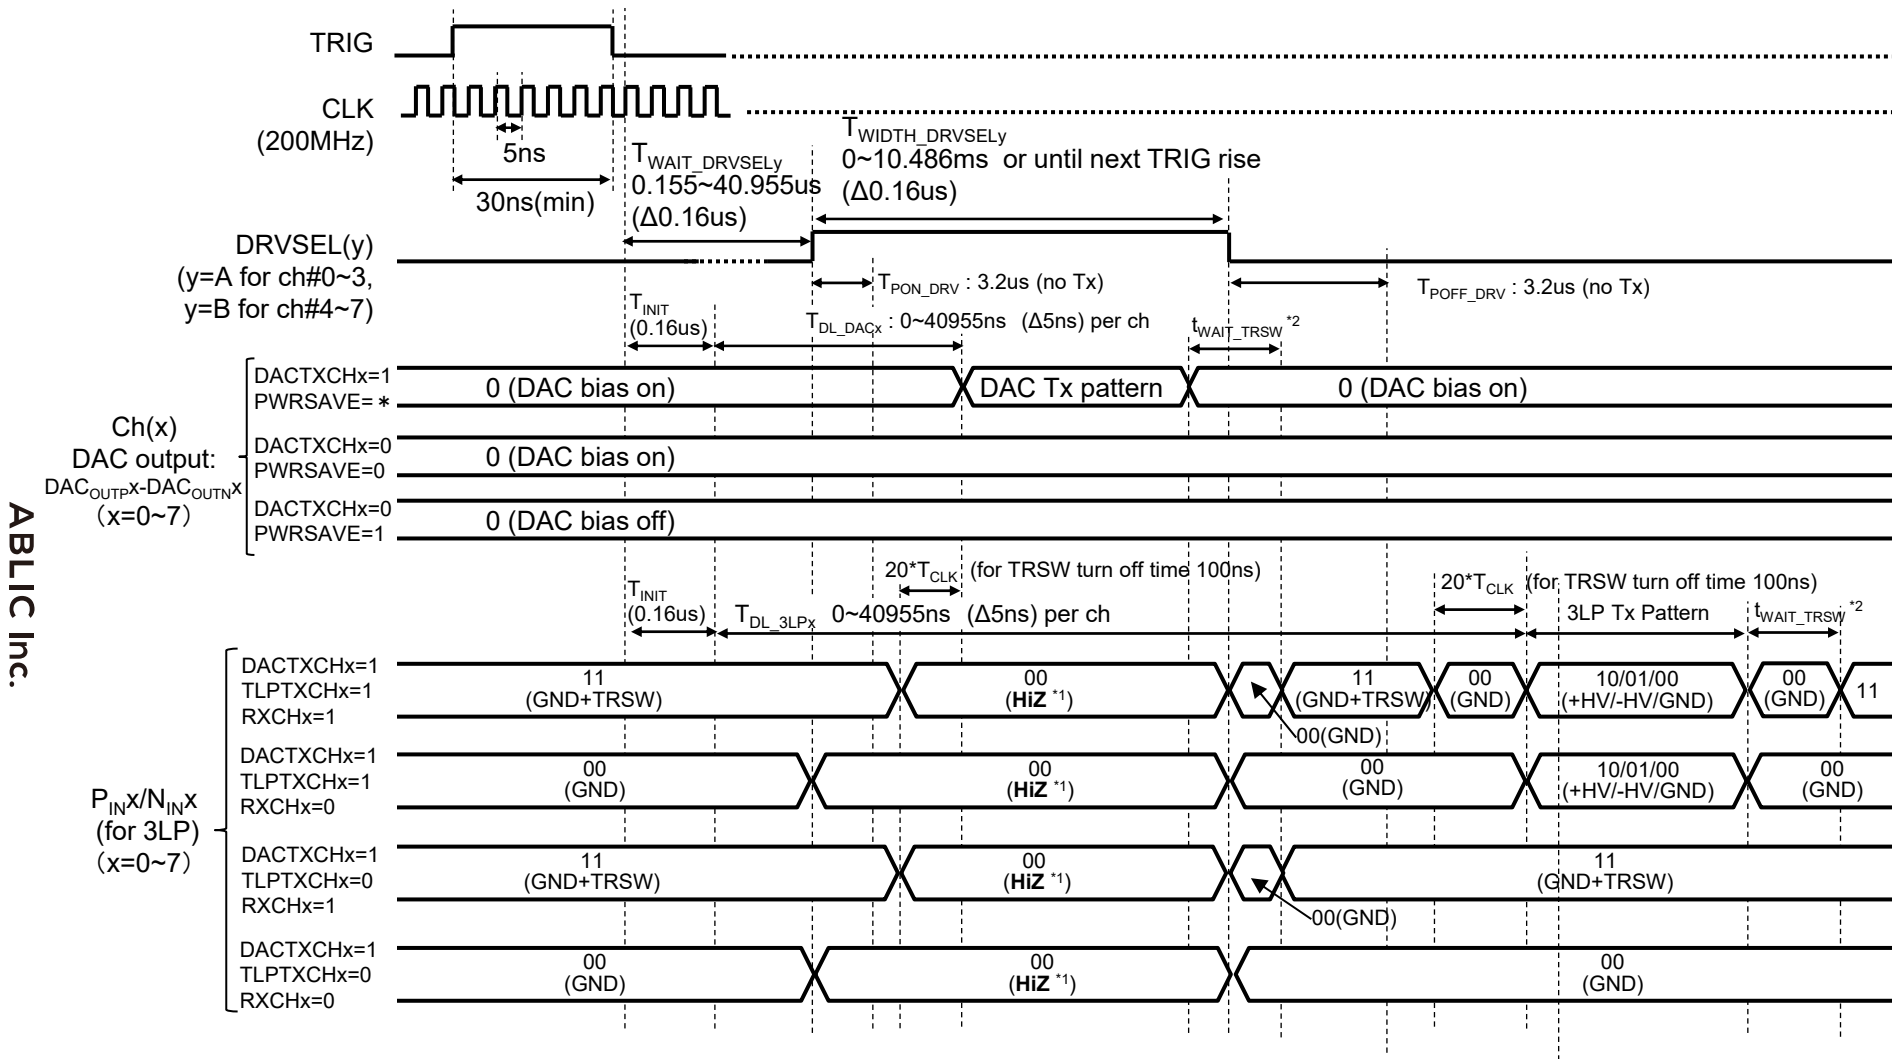 TRIG
CLK
(200MHz)
5ns
30ns(min)
TWAIT_DRVSELy
0.155~40.955us
(Δ0.16us)
TWIDTH_DRVSELy
0~10.486ms or until next TRIG rise
(Δ0.16us)
DRVSEL(y)
(y=A for ch#0~3,
y=B for ch#4~7)
TPON_DRV : 3.2us (no Tx)
TPOFF_DRV : 3.2us (no Tx)
TINIT
(0.16us)
TDL_DACx : 0~40955ns (Δ5ns) per ch
tWAIT_TRSW *2
Ch(x)
DAC output:
DACOUTPx-DACOUTNx
(x=0~7)
DACTXCHx=1
PWRSAVE=*
0 (DAC bias on)
DAC Tx pattern
0 (DAC bias on)
DACTXCHx=0
PWRSAVE=0
0 (DAC bias on)
DACTXCHx=0
PWRSAVE=1
0 (DAC bias off)
ABLIC Inc.
20*TCLK (for TRSW turn off time 100ns)
20*TCLK (for TRSW turn off time 100ns)
TINIT
(0.16us)
TDL_3LPx 0~40955ns (Δ5ns) per ch
3LP Tx Pattern
tWAIT_TRSW *2
PINx/NINx
(for 3LP)
(x=0~7)
DACTXCHx=1
TLPTXCHx=1
RXCHx=1
11
(GND+TRSW)
00
(HiZ *1)
00(GND)
11
(GND+TRSW)
00
(GND)
10/01/00
(+HV/-HV/GND)
00
(GND)
11
DACTXCHx=1
TLPTXCHx=1
RXCHx=0
00
(GND)
00
(HiZ *1)
00
(GND)
10/01/00
(+HV/-HV/GND)
00
(GND)
DACTXCHx=1
TLPTXCHx=0
RXCHx=1
11
(GND+TRSW)
00
(HiZ *1)
00(GND)
11
(GND+TRSW)
DACTXCHx=1
TLPTXCHx=0
RXCHx=0
00
(GND)
00
(HiZ *1)
00
(GND)